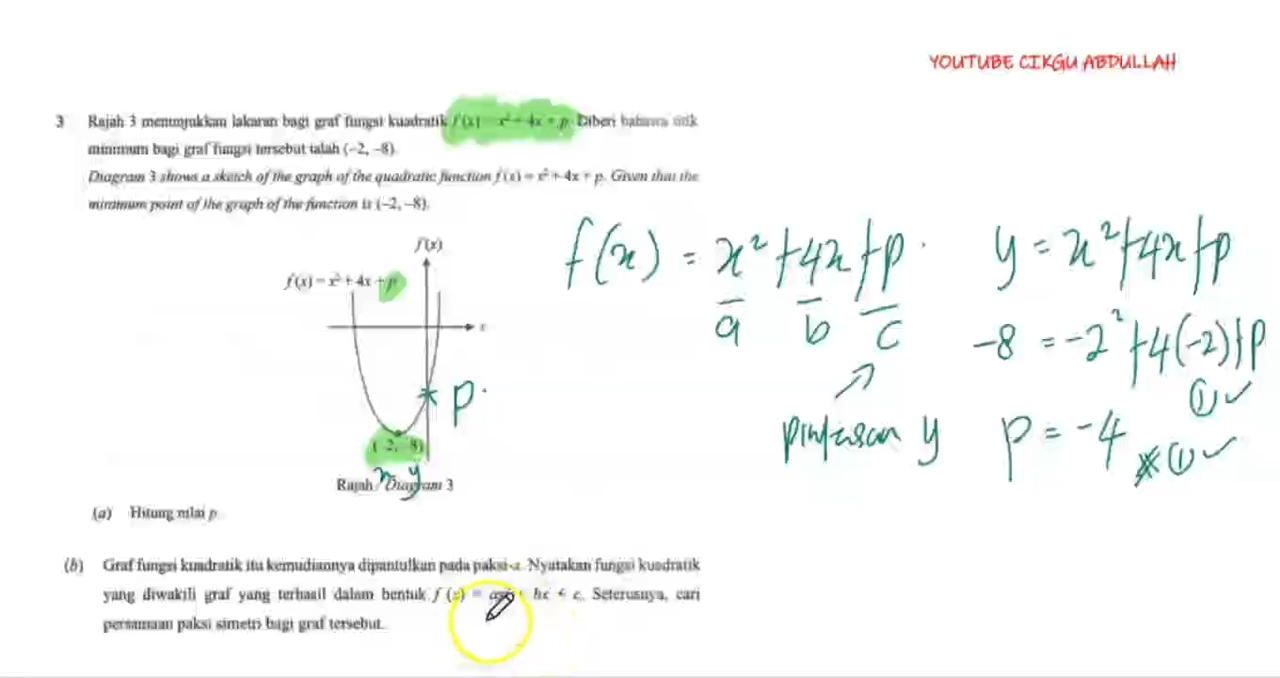 YOUTUBE CIKGU ABDULLAH
3 Rajah 3 menunjukkan lakaran bagi graf fungsi kuadratik f(x) = x² + 4x + p. Diberi bahawa titik
minimum bagi graf fungsi tersebut ialah (−2, −8).
Diagram 3 shows a sketch of the graph of the quadratic function f(x) = x² + 4x + p. Given that the
minimum point of the graph of the function is (−2, −8).
f(x)
f(x) = x² + 4x + p
x
p.
(−2, −8)
x y
Rajah / Diagram 3
f(x) = x² + 4x + p.
a b c
pintasan y
y = x² + 4x + p
-8 = -2² + 4(-2) + p
① ✓
p = -4
* ① ✓
(a) Hitung nilai p
(b) Graf fungsi kuadratik itu kemudiannya dipantulkan pada paksi-x. Nyatakan fungsi kuadratik
yang diwakili graf yang terhasil dalam bentuk f(x) = ax² + bx + c. Seterusnya, cari
persamaan paksi simetri bagi graf tersebut.